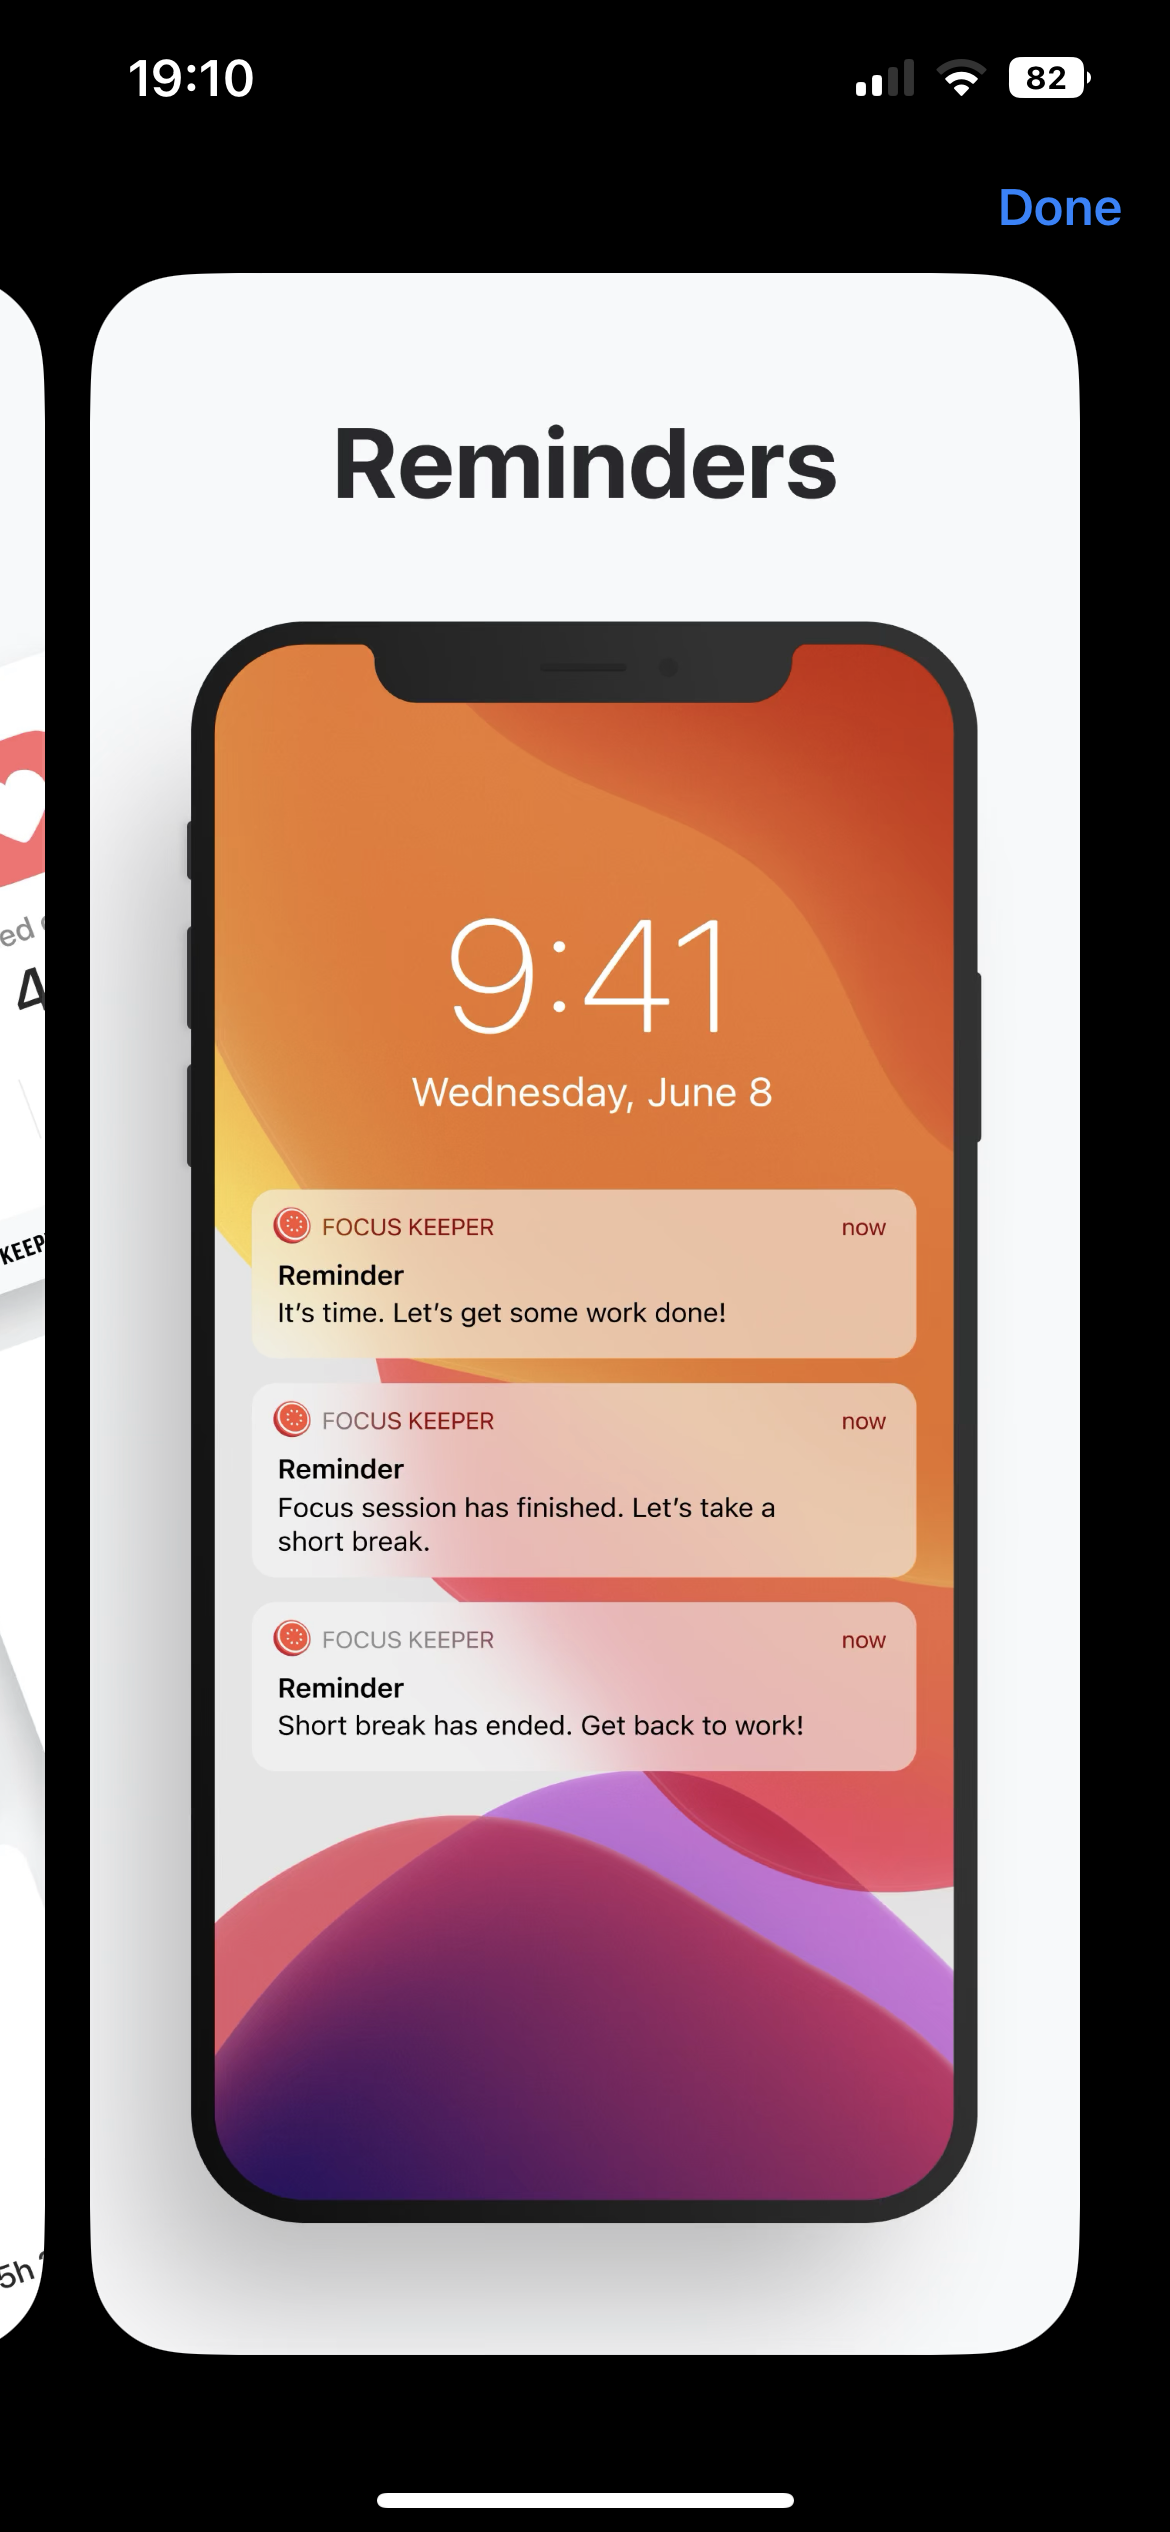 19:10
82
Done
Reminders
9:41
Wednesday, June 8
FOCUS KEEPER now
Reminder
It’s time. Let’s get some work done!
FOCUS KEEPER now
Reminder
Focus session has finished. Let’s take a
short break.
FOCUS KEEPER now
Reminder
Short break has ended. Get back to work!
ed
4
KEEP
5h